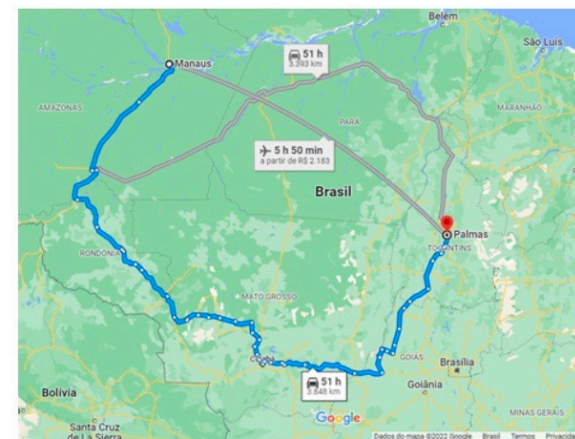 Belém
São Luís
51 h
3.393 km
Manaus
AMAZONAS
PARÁ
MARANHÃO
5 h 50 min
a partir de R$ 2.183
Brasil
Palmas
TOCANTINS
RONDÔNIA
MATO GROSSO
GOIÁS
Brasília
51 h
3.648 km
Goiânia
Bolívia
Google
MINAS GERAIS
Santa Cruz
de La Sierra
Dados do mapa ©2022 Google Brasil Termos Privacida